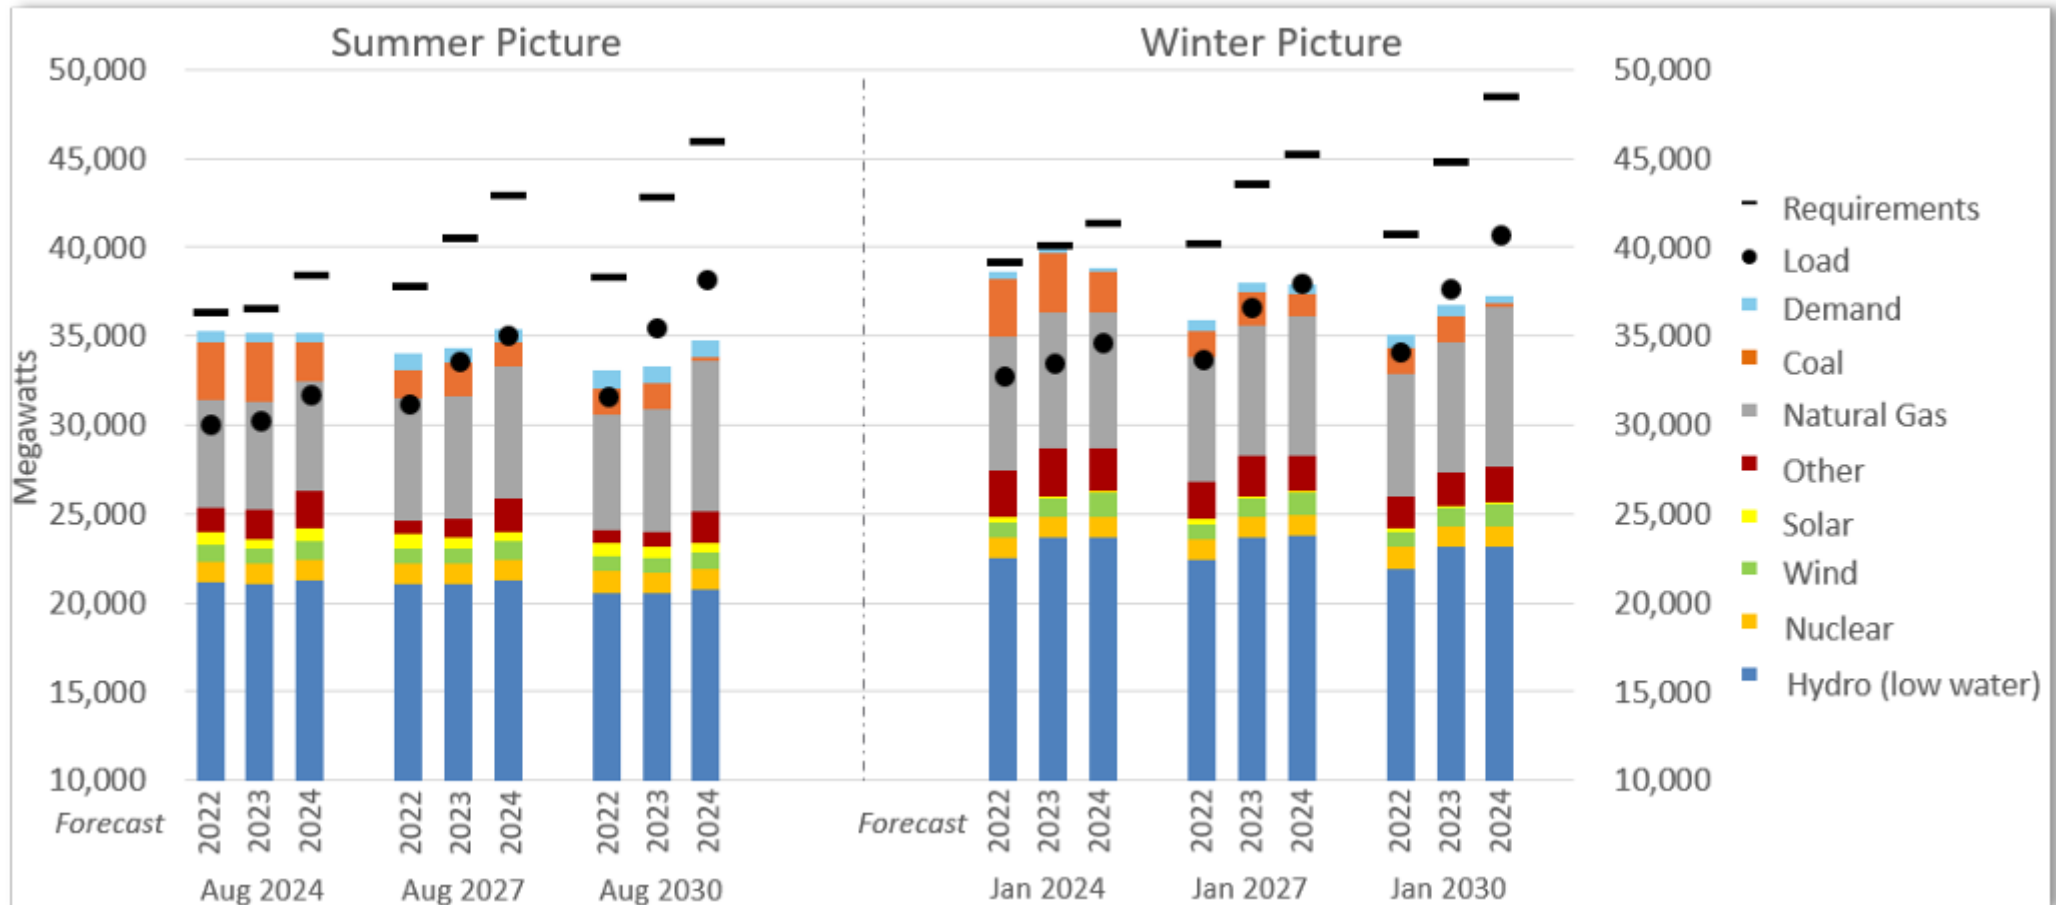 Summer Picture
Winter Picture
50,000
45,000
40,000
35,000
30,000
25,000
20,000
15,000
10,000
Megawatts
50,000
45,000
40,000
35,000
30,000
25,000
20,000
15,000
10,000
Requirements
Load
Demand
Coal
Natural Gas
Other
Solar
Wind
Nuclear
Hydro (low water)
Forecast
2022
2023
2024
2022
2023
2024
2022
2023
2024
Forecast
2022
2023
2024
2022
2023
2024
2022
2023
2024
Aug 2024
Aug 2027
Aug 2030
Jan 2024
Jan 2027
Jan 2030